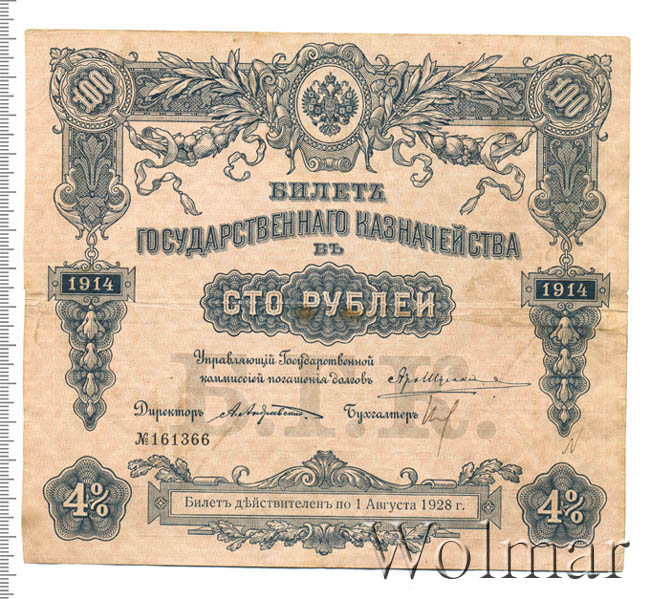 100
100
БИЛЕТЪ
ГОСУДАРСТВЕННАГО КАЗНАЧЕЙСТВА
ВЪ
1914
1914
СТО РУБЛЕЙ
Управляющій Государственной
коммиссіей погашенія долговъ
Директоръ
Бухгалтеръ
№161366
Б.Г.К.
4%
4%
Билетъ дѣйствителенъ по 1 Августа 1928 г.
Wolmar